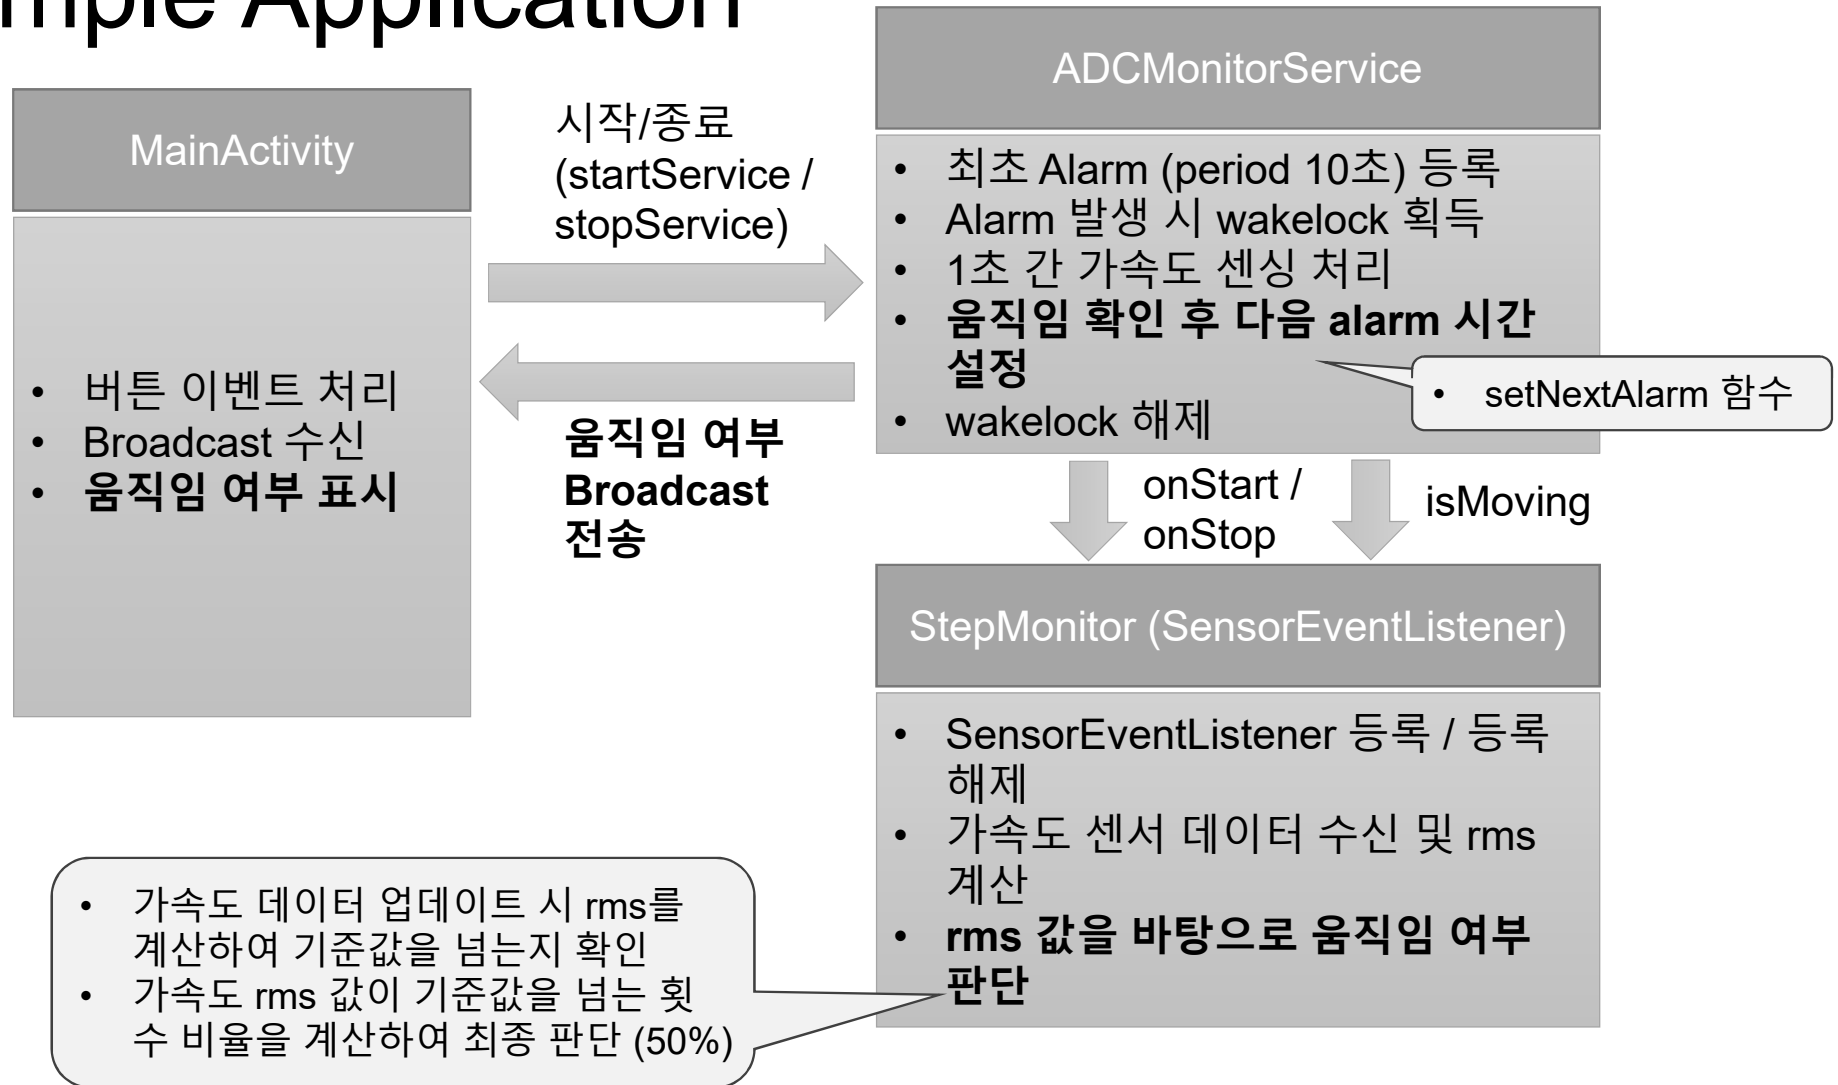 mple Application
MainActivity
• 버튼 이벤트 처리
• Broadcast 수신
• 움직임 여부 표시
시작/종료
(startService /
stopService)
움직임 여부
Broadcast
전송
ADCMonitorService
• 최초 Alarm (period 10초) 등록
• Alarm 발생 시 wakelock 획득
• 1초 간 가속도 센싱 처리
• 움직임 확인 후 다음 alarm 시간
설정
• wakelock 해제
• setNextAlarm 함수
onStart /
onStop
isMoving
StepMonitor (SensorEventListener)
• SensorEventListener 등록 / 등록
해제
• 가속도 센서 데이터 수신 및 rms
계산
• rms 값을 바탕으로 움직임 여부
판단
• 가속도 데이터 업데이트 시 rms를
계산하여 기준값을 넘는지 확인
• 가속도 rms 값이 기준값을 넘는 횟
수 비율을 계산하여 최종 판단 (50%)